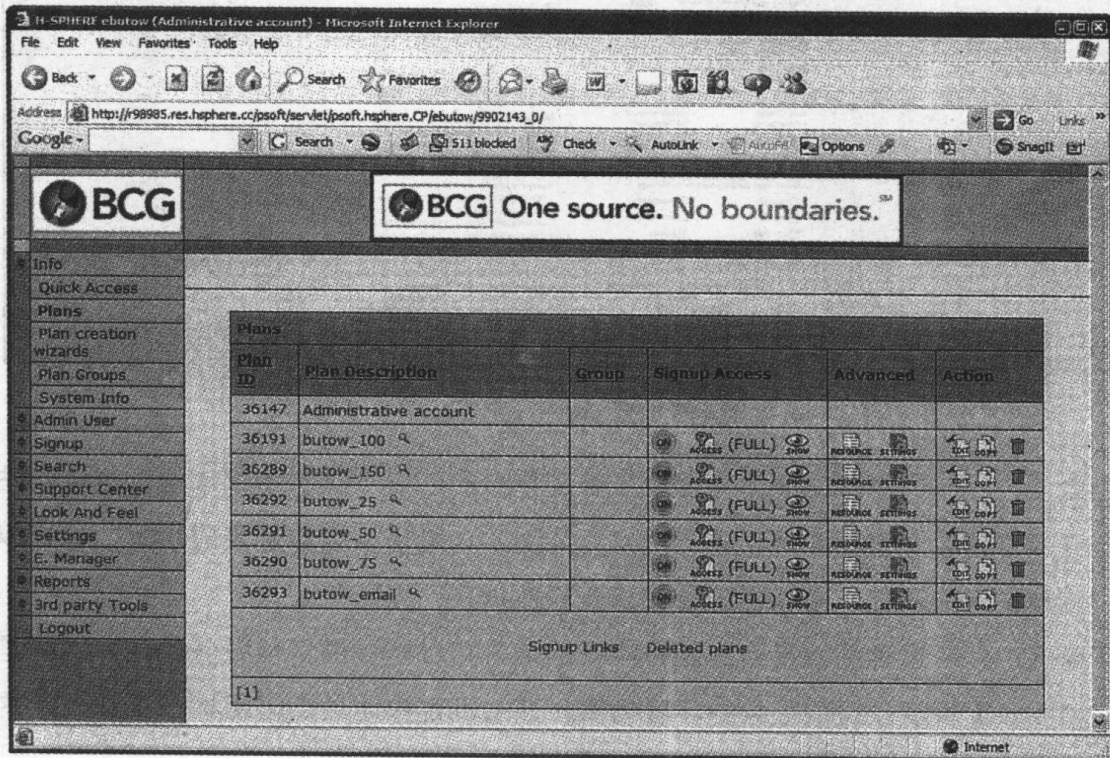 H-SPHERE ebutow (Administrative account) - Microsoft Internet Explorer
File Edit View Favorites Tools Help
Back Search Favorites
Address http://r98985.res.hsphere.cc/psoft/servlet/psoft.hsphere.CP/ebutow/9902143_0/ Go Links »
Google - Search 511 blocked ABC Check AutoLink AutoFill Options SnagIt
BCG
BCG One source. No boundaries.℠
Info
Quick Access
Plans
Plan creation
wizards
Plan Groups
System Info
Admin User
Signup
Search
Support Center
Look And Feel
Settings
E. Manager
Reports
3rd party Tools
Logout
Plans
Plan ID Plan Description Group Signup Access Advanced Action
36147 Administrative account
36191 butow_100 ON ACCESS (FULL) SHOW RESOURCE SETTINGS EDIT COPY
36289 butow_150 ON ACCESS (FULL) SHOW RESOURCE SETTINGS EDIT COPY
36292 butow_25 ON ACCESS (FULL) SHOW RESOURCE SETTINGS EDIT COPY
36291 butow_50 ON ACCESS (FULL) SHOW RESOURCE SETTINGS EDIT COPY
36290 butow_75 ON ACCESS (FULL) SHOW RESOURCE SETTINGS EDIT COPY
36293 butow_email ON ACCESS (FULL) SHOW RESOURCE SETTINGS EDIT COPY
Signup Links Deleted plans
[1]
Internet